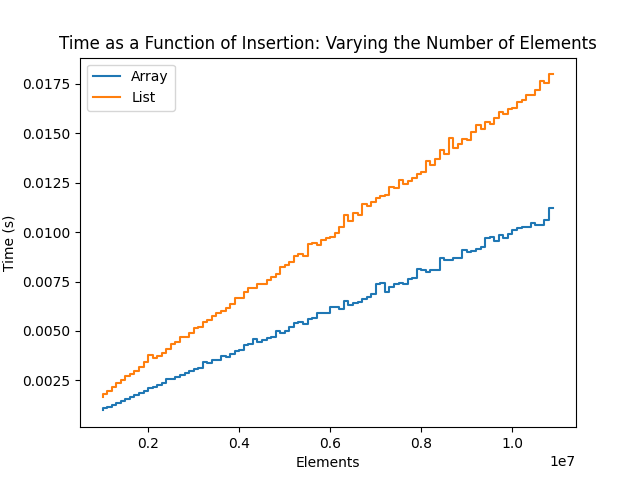 Time as a Function of Insertion: Varying the Number of Elements
Array
List
0.0175
0.0150
0.0125
0.0100
0.0075
0.0050
0.0025
Time (s)
0.2
0.4
0.6
0.8
1.0
1e7
Elements